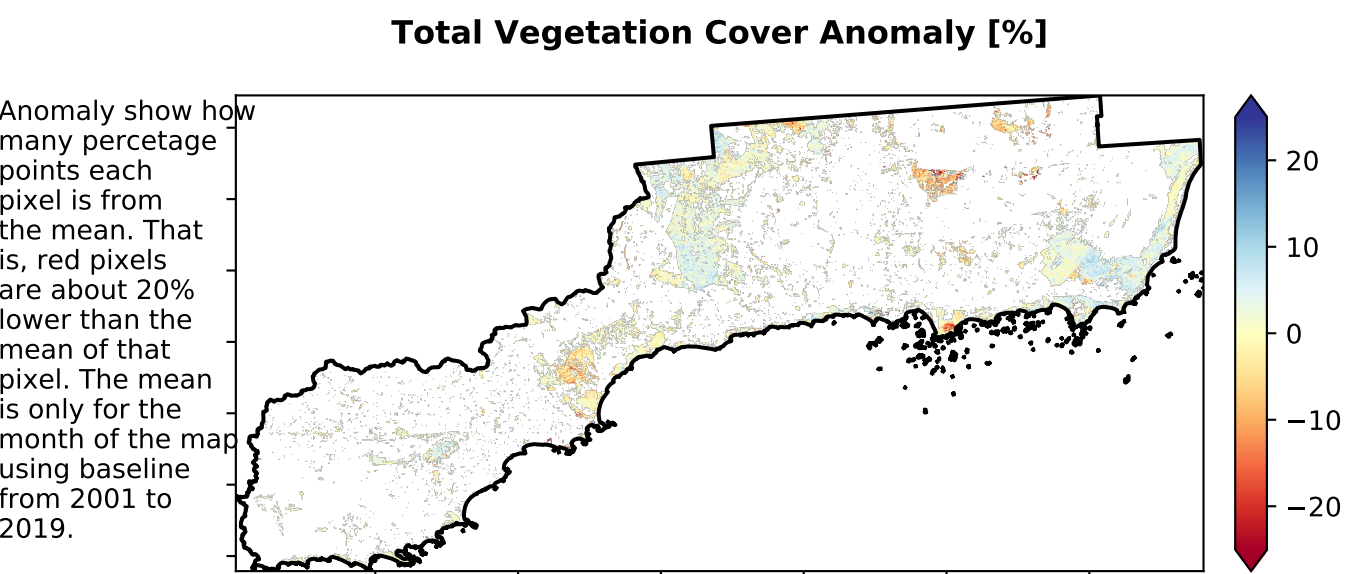 Total Vegetation Cover Anomaly [%]
Anomaly show how
many percetage
points each
pixel is from
the mean. That
is, red pixels
are about 20%
lower than the
mean of that
pixel. The mean
is only for the
month of the map
using baseline
from 2001 to
2019.
20
10
0
−10
−20